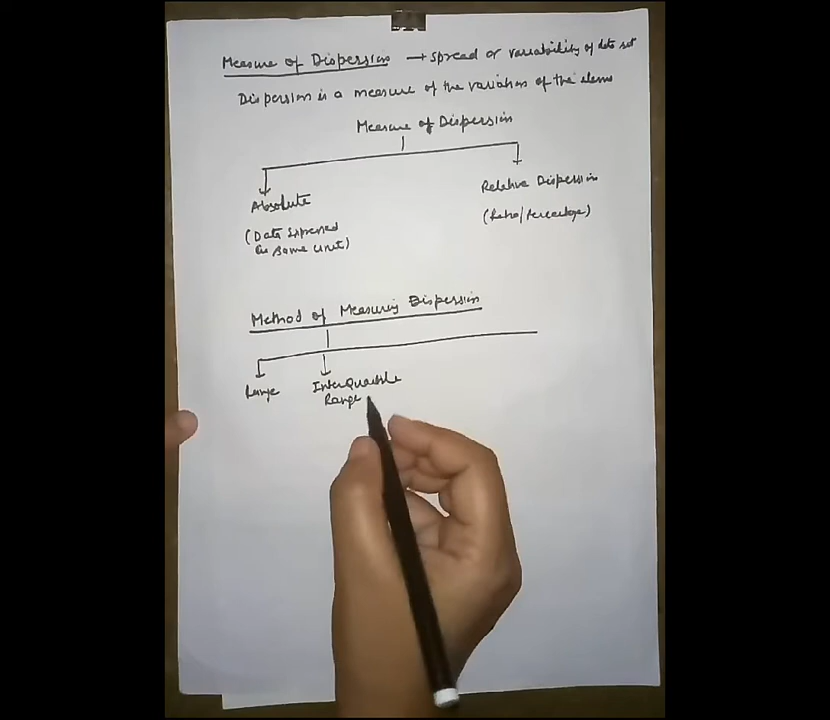 Measure of Dispersion → spread or variability of data set
Dispersion is a measure of the variation of the items
Measure of Dispersion
Absolute
Relative Dispersion
(Data Expressed
in same unit)
(Ratio/Percentage)
Method of Measuring Dispersion
Range
InterQuartile
Range